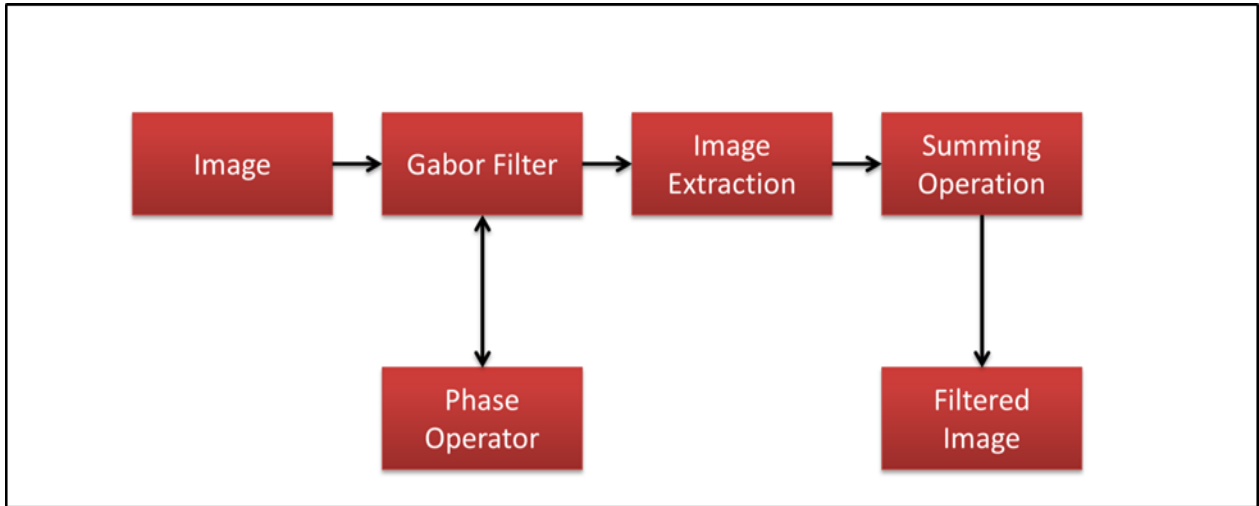 Image
Gabor Filter
Image
Extraction
Summing
Operation
Phase
Operator
Filtered
Image